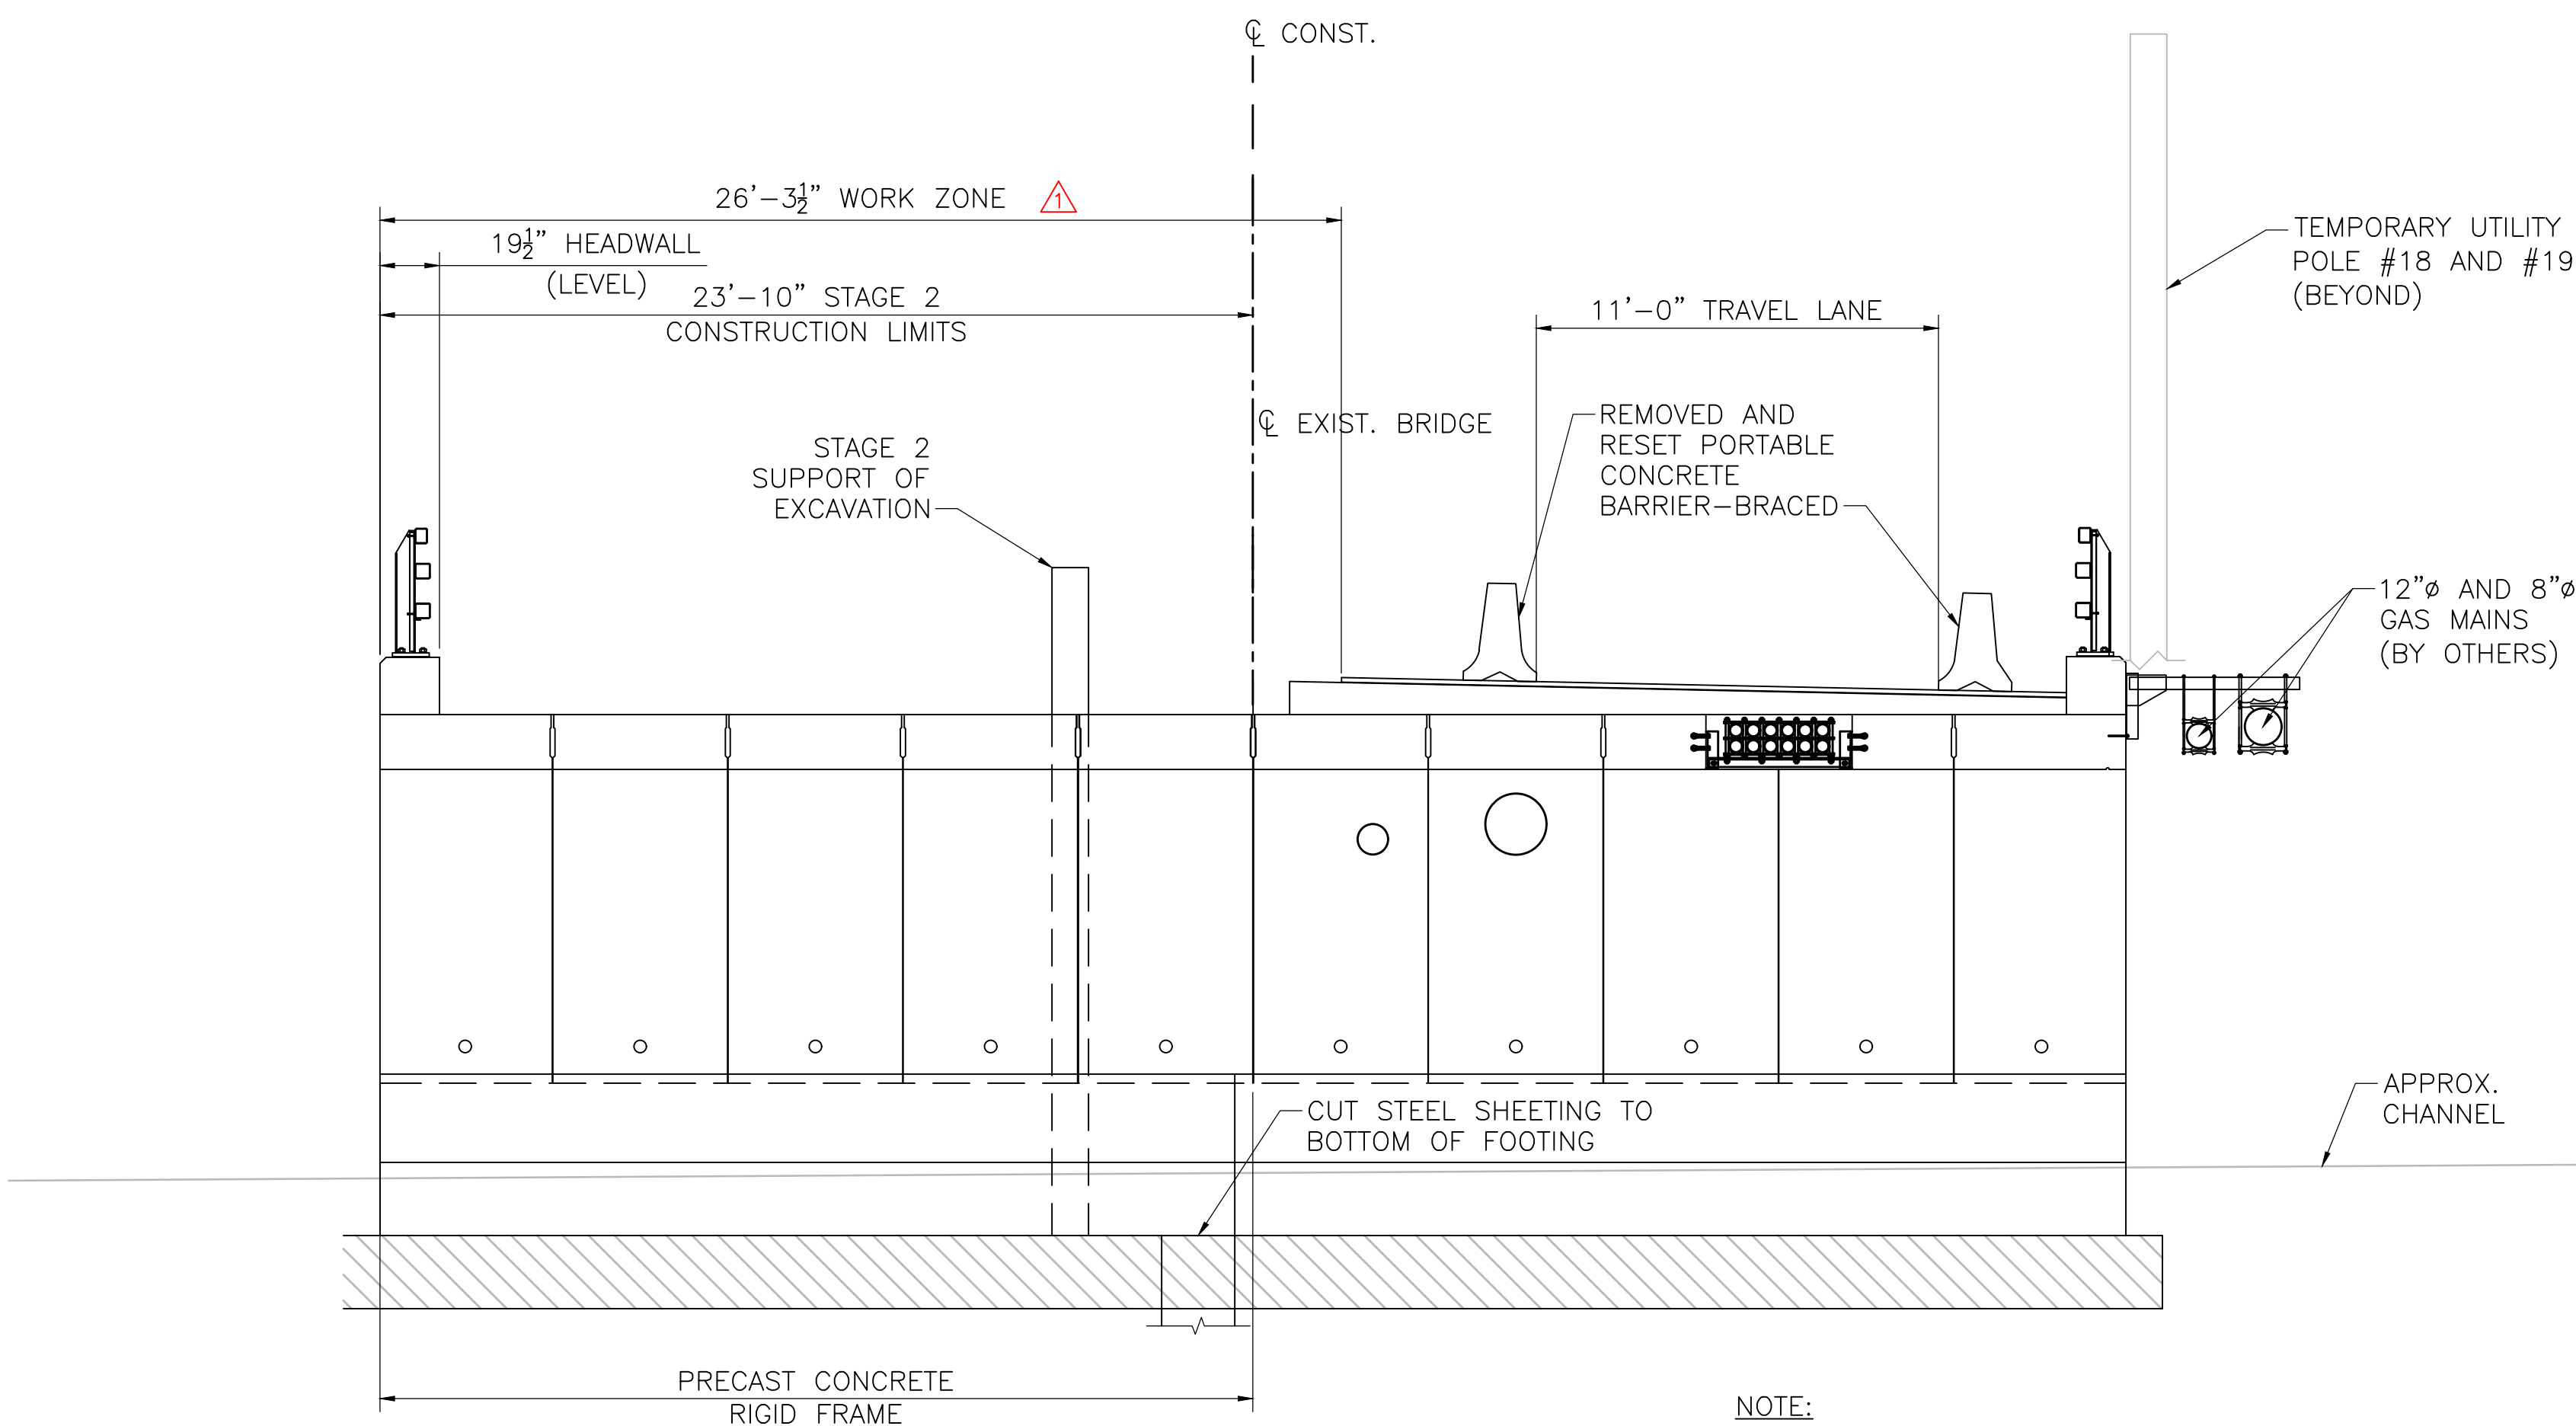 ℄ CONST.
26'-3½" WORK ZONE 1
19½" HEADWALL
(LEVEL)
23'-10" STAGE 2
CONSTRUCTION LIMITS
11'-0" TRAVEL LANE
TEMPORARY UTILITY
POLE #18 AND #19
(BEYOND)
℄ EXIST. BRIDGE
STAGE 2
SUPPORT OF
EXCAVATION
REMOVED AND
RESET PORTABLE
CONCRETE
BARRIER-BRACED
12"ø AND 8"ø
GAS MAINS
(BY OTHERS)
APPROX.
CHANNEL
CUT STEEL SHEETING TO
BOTTOM OF FOOTING
PRECAST CONCRETE
RIGID FRAME
NOTE: